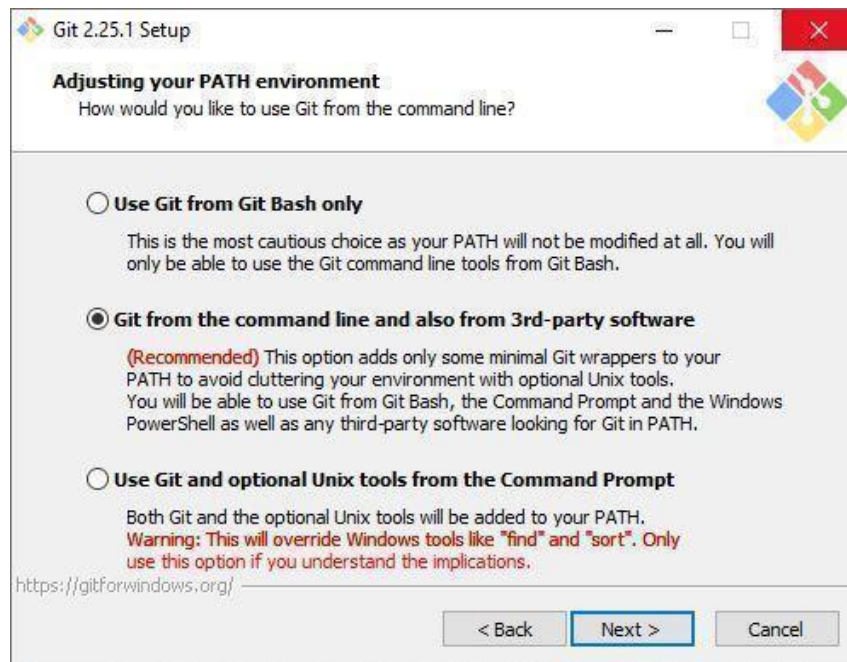 Git 2.25.1 Setup
Adjusting your PATH environment
How would you like to use Git from the command line?
Use Git from Git Bash only
This is the most cautious choice as your PATH will not be modified at all. You will
only be able to use the Git command line tools from Git Bash.
Git from the command line and also from 3rd-party software
(Recommended) This option adds only some minimal Git wrappers to your
PATH to avoid cluttering your environment with optional Unix tools.
You will be able to use Git from Git Bash, the Command Prompt and the Windows
PowerShell as well as any third-party software looking for Git in PATH.
Use Git and optional Unix tools from the Command Prompt
Both Git and the optional Unix tools will be added to your PATH.
Warning: This will override Windows tools like "find" and "sort". Only
use this option if you understand the implications.
https://gitforwindows.org/
< Back
Next >
Cancel